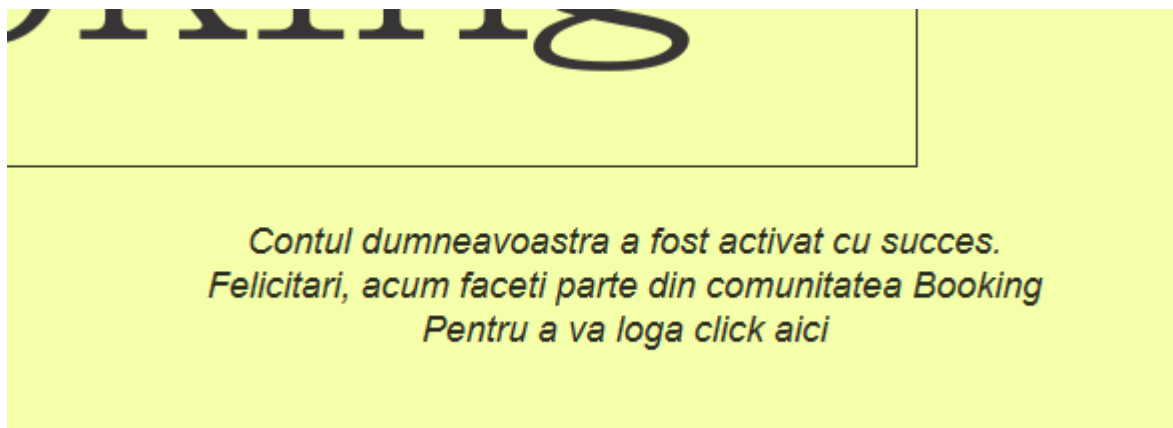 Contul dumneavoastra a fost activat cu succes.
Felicitari, acum faceti parte din comunitatea Booking
Pentru a va loga click aici